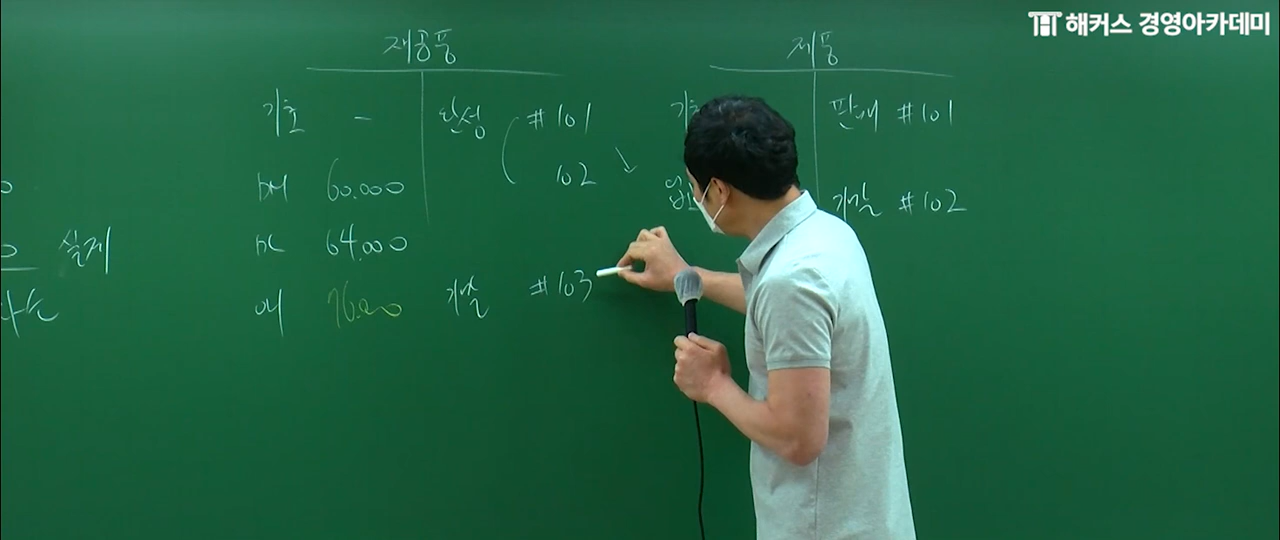 해커스 경영아카데미
재공품
기초 - 완성 #101
DM 60,000 102
DL 64,000
OH 76,000 기말 #103
제품
기초 판매 #101
기말 #102
실제